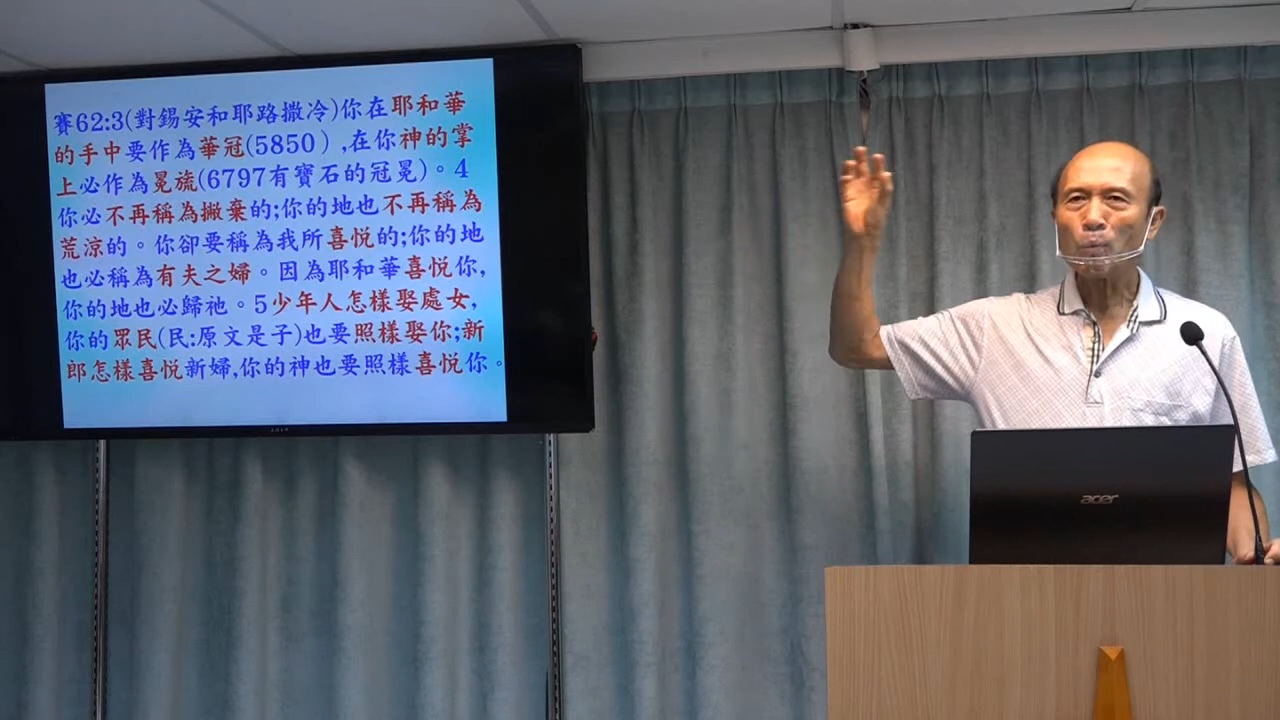 賽62:3(對錫安和耶路撒冷)你在耶和華
的手中要作為華冠(5850),在你神的掌
上必作為冕旒(6797有寶石的冠冕)。4
你必不再稱為撇棄的;你的地也不再稱為
荒涼的。你卻要稱為我所喜悅的;你的地
也必稱為有夫之婦。因為耶和華喜悅你,
你的地也必歸祂。5少年人怎樣娶處女,
你的眾民(民:原文是子)也要照樣娶你;新
郎怎樣喜悅新婦,你的神也要照樣喜悅你。
acer